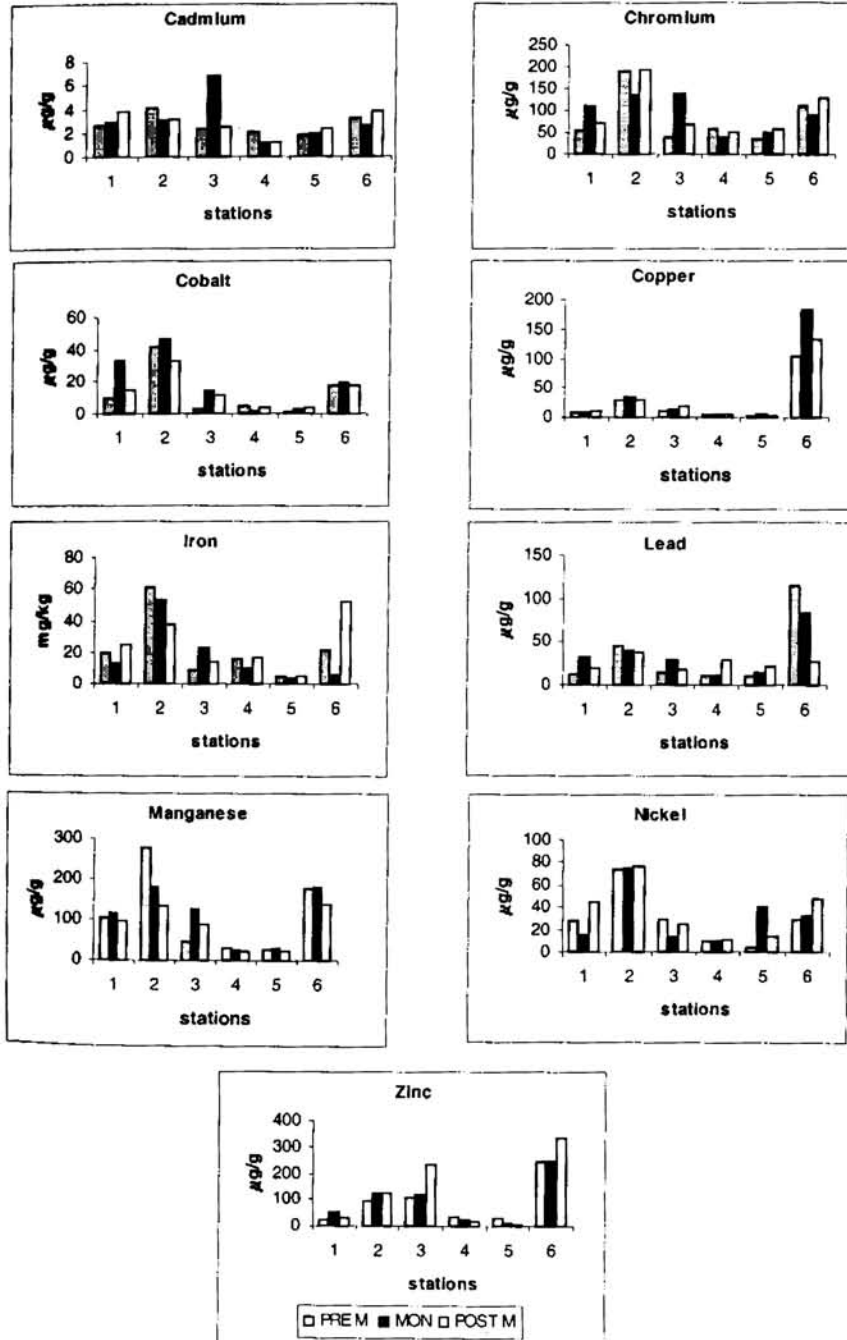 Cadmium
µg/g
8
6
4
2
0
1 2 3 4 5 6
stations
Chromium
µg/g
250
200
150
100
50
0
1 2 3 4 5 6
stations
Cobalt
µg/g
60
40
20
0
1 2 3 4 5 6
stations
Copper
µg/g
200
150
100
50
0
1 2 3 4 5 6
stations
Iron
mg/kg
80
60
40
20
0
1 2 3 4 5 6
stations
Lead
µg/g
150
100
50
0
1 2 3 4 5 6
stations
Manganese
µg/g
300
200
100
0
1 2 3 4 5 6
stations
Nickel
µg/g
100
80
60
40
20
0
1 2 3 4 5 6
stations
Zinc
µg/g
400
300
200
100
0
1 2 3 4 5 6
stations
PRE M MON POST M